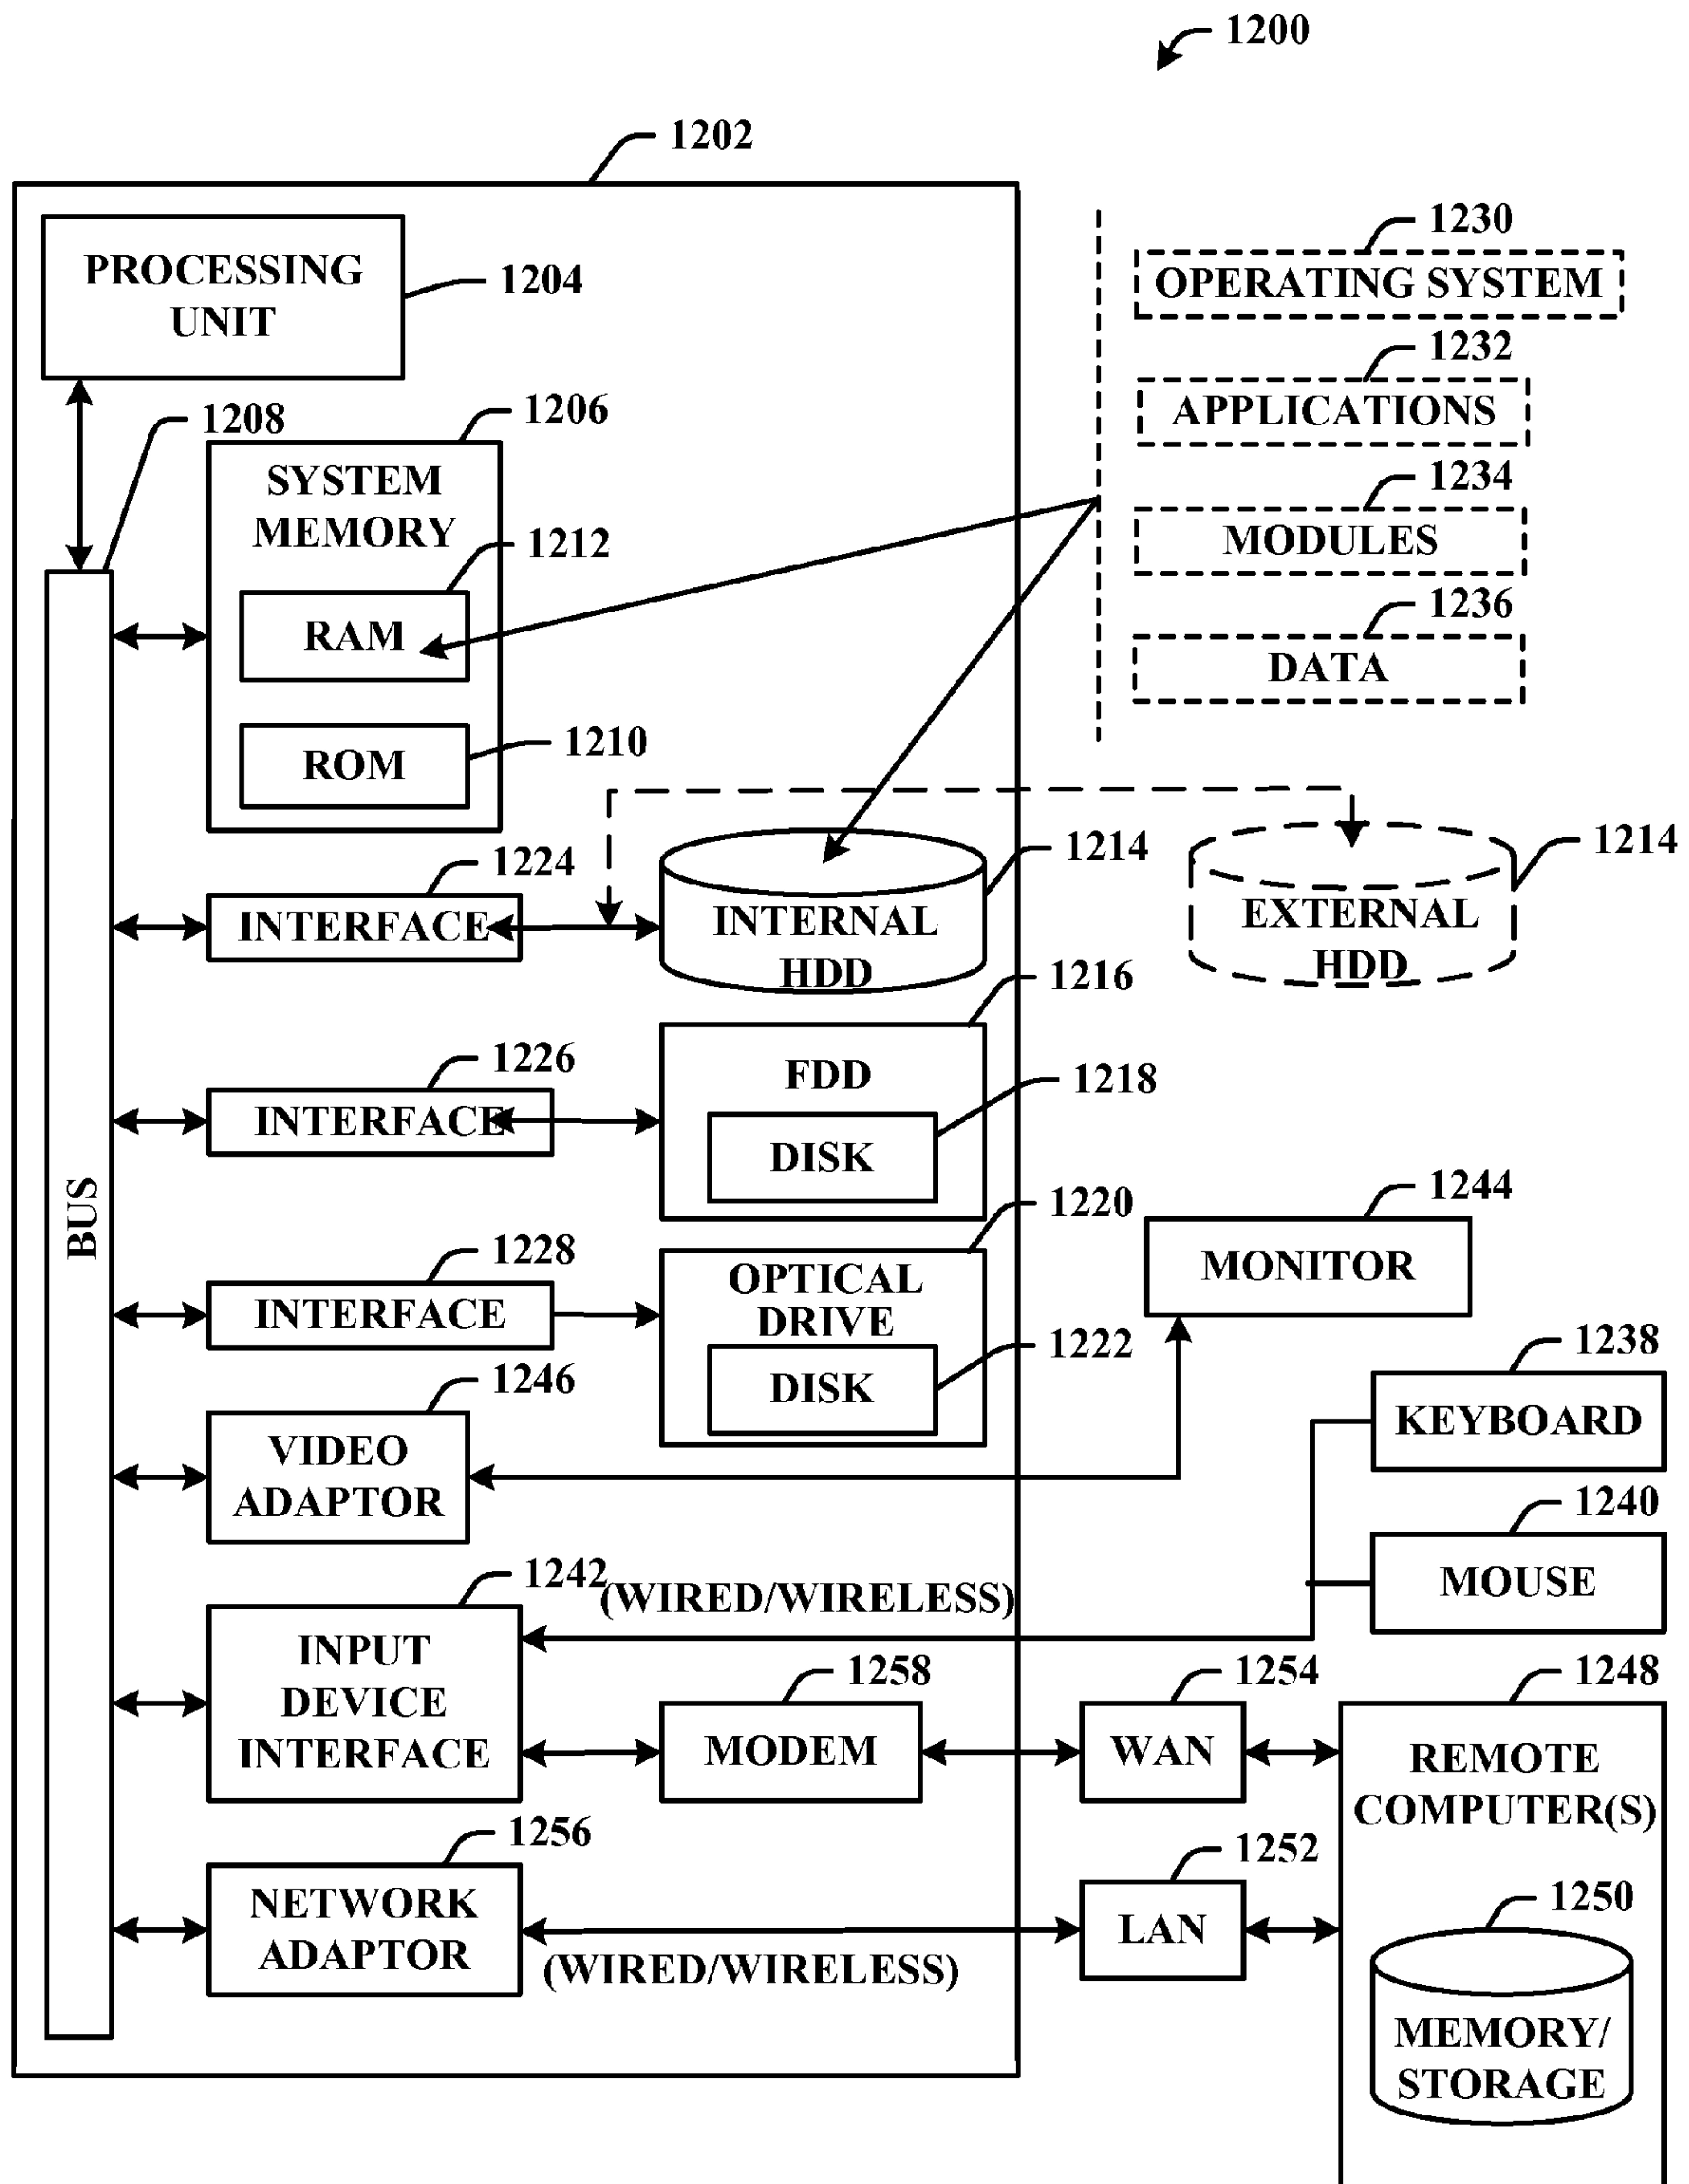 1200
1202
PROCESSING
UNIT
1204
1230
OPERATING SYSTEM
1232
APPLICATIONS
1234
MODULES
1236
DATA
1208
1206
SYSTEM
MEMORY
1212
RAM
1210
ROM
1224
INTERFACE
1214
INTERNAL
HDD
1214
EXTERNAL
HDD
1216
1226
INTERFACE
FDD
1218
DISK
BUS
1220
1228
INTERFACE
OPTICAL
DRIVE
1222
DISK
1244
MONITOR
1246
VIDEO
ADAPTOR
1238
KEYBOARD
1240
MOUSE
1242
(WIRED/WIRELESS)
INPUT
DEVICE
INTERFACE
1258
MODEM
1254
WAN
1248
REMOTE
COMPUTER(S)
1256
NETWORK
ADAPTOR
(WIRED/WIRELESS)
1252
LAN
1250
MEMORY/
STORAGE